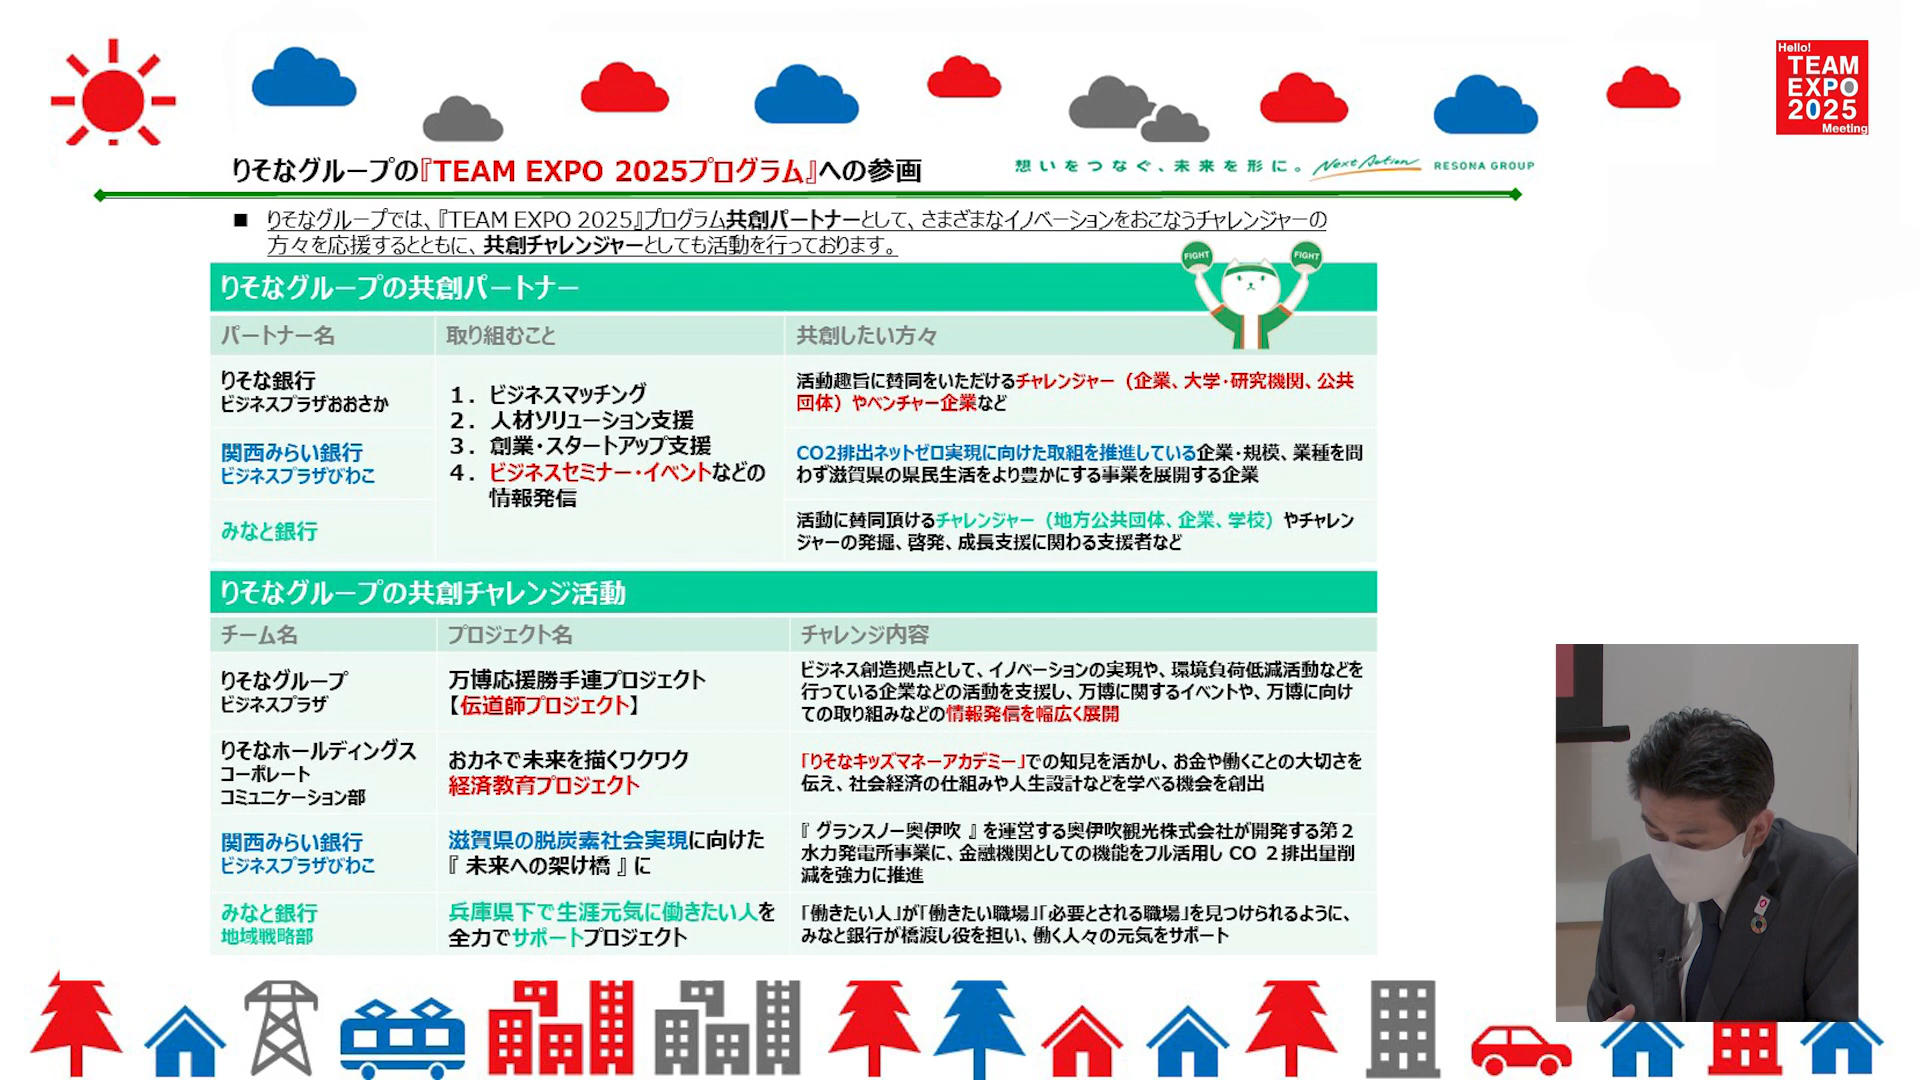 Hello!
TEAM
EXPO
2025
Meeting
りそなグループの『TEAM EXPO 2025プログラム』への参画
想いをつなぐ、未来を形に。 Next Action RESONA GROUP
■ りそなグループでは、『TEAM EXPO 2025』プログラム共創パートナーとして、さまざまなイノベーションをおこなうチャレンジャーの
方々を応援するとともに、共創チャレンジャーとしても活動を行っております。
FIGHT FIGHT
りそなグループの共創パートナー
パートナー名 取り組むこと 共創したい方々
りそな銀行
ビジネスプラザおおさか
関西みらい銀行
ビジネスプラザびわこ
みなと銀行
1. ビジネスマッチング
2. 人材ソリューション支援
3. 創業・スタートアップ支援
4. ビジネスセミナー・イベントなどの
情報発信
活動趣旨に賛同をいただけるチャレンジャー（企業、大学・研究機関、公共
団体）やベンチャー企業など
CO2排出ネットゼロ実現に向けた取組を推進している企業・規模、業種を問
わず滋賀県の県民生活をより豊かにする事業を展開する企業
活動に賛同頂けるチャレンジャー（地方公共団体、企業、学校）やチャレン
ジャーの発掘、啓発、成長支援に関わる支援者など
りそなグループの共創チャレンジ活動
チーム名 プロジェクト名 チャレンジ内容
りそなグループ
ビジネスプラザ
万博応援勝手連プロジェクト
【伝道師プロジェクト】
ビジネス創造拠点として、イノベーションの実現や、環境負荷低減活動などを
行っている企業などの活動を支援し、万博に関するイベントや、万博に向け
ての取り組みなどの情報発信を幅広く展開
りそなホールディングス
コーポレート
コミュニケーション部
おカネで未来を描くワクワク
経済教育プロジェクト
「りそなキッズマネーアカデミー」での知見を活かし、お金や働くことの大切さを
伝え、社会経済の仕組みや人生設計などを学べる機会を創出
関西みらい銀行
ビジネスプラザびわこ
滋賀県の脱炭素社会実現に向けた
『 未来への架け橋 』に
『 グランスノー奥伊吹 』を運営する奥伊吹観光株式会社が開発する第2
水力発電所事業に、金融機関としての機能をフル活用し CO 2排出量削
減を強力に推進
みなと銀行
地域戦略部
兵庫県下で生涯元気に働きたい人を
全力でサポートプロジェクト
「働きたい人」が「働きたい職場」「必要とされる職場」を見つけられるように、
みなと銀行が橋渡し役を担い、働く人々の元気をサポート